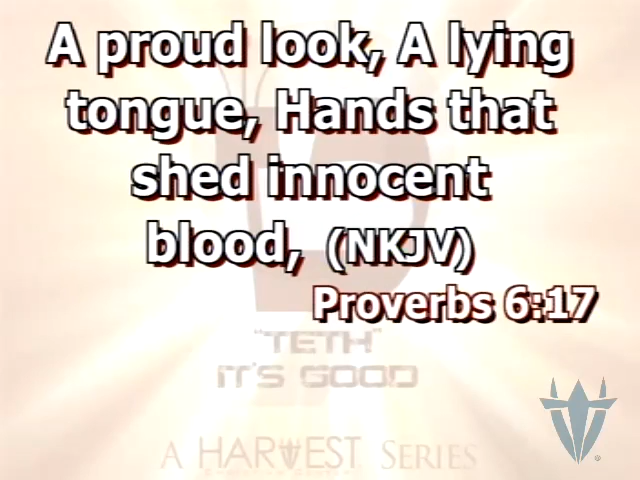 A proud look, A lying
tongue, Hands that
shed innocent
blood, (NKJV)
Proverbs 6:17
"TETH"
IT'S GOOD
A HARVEST SERIES